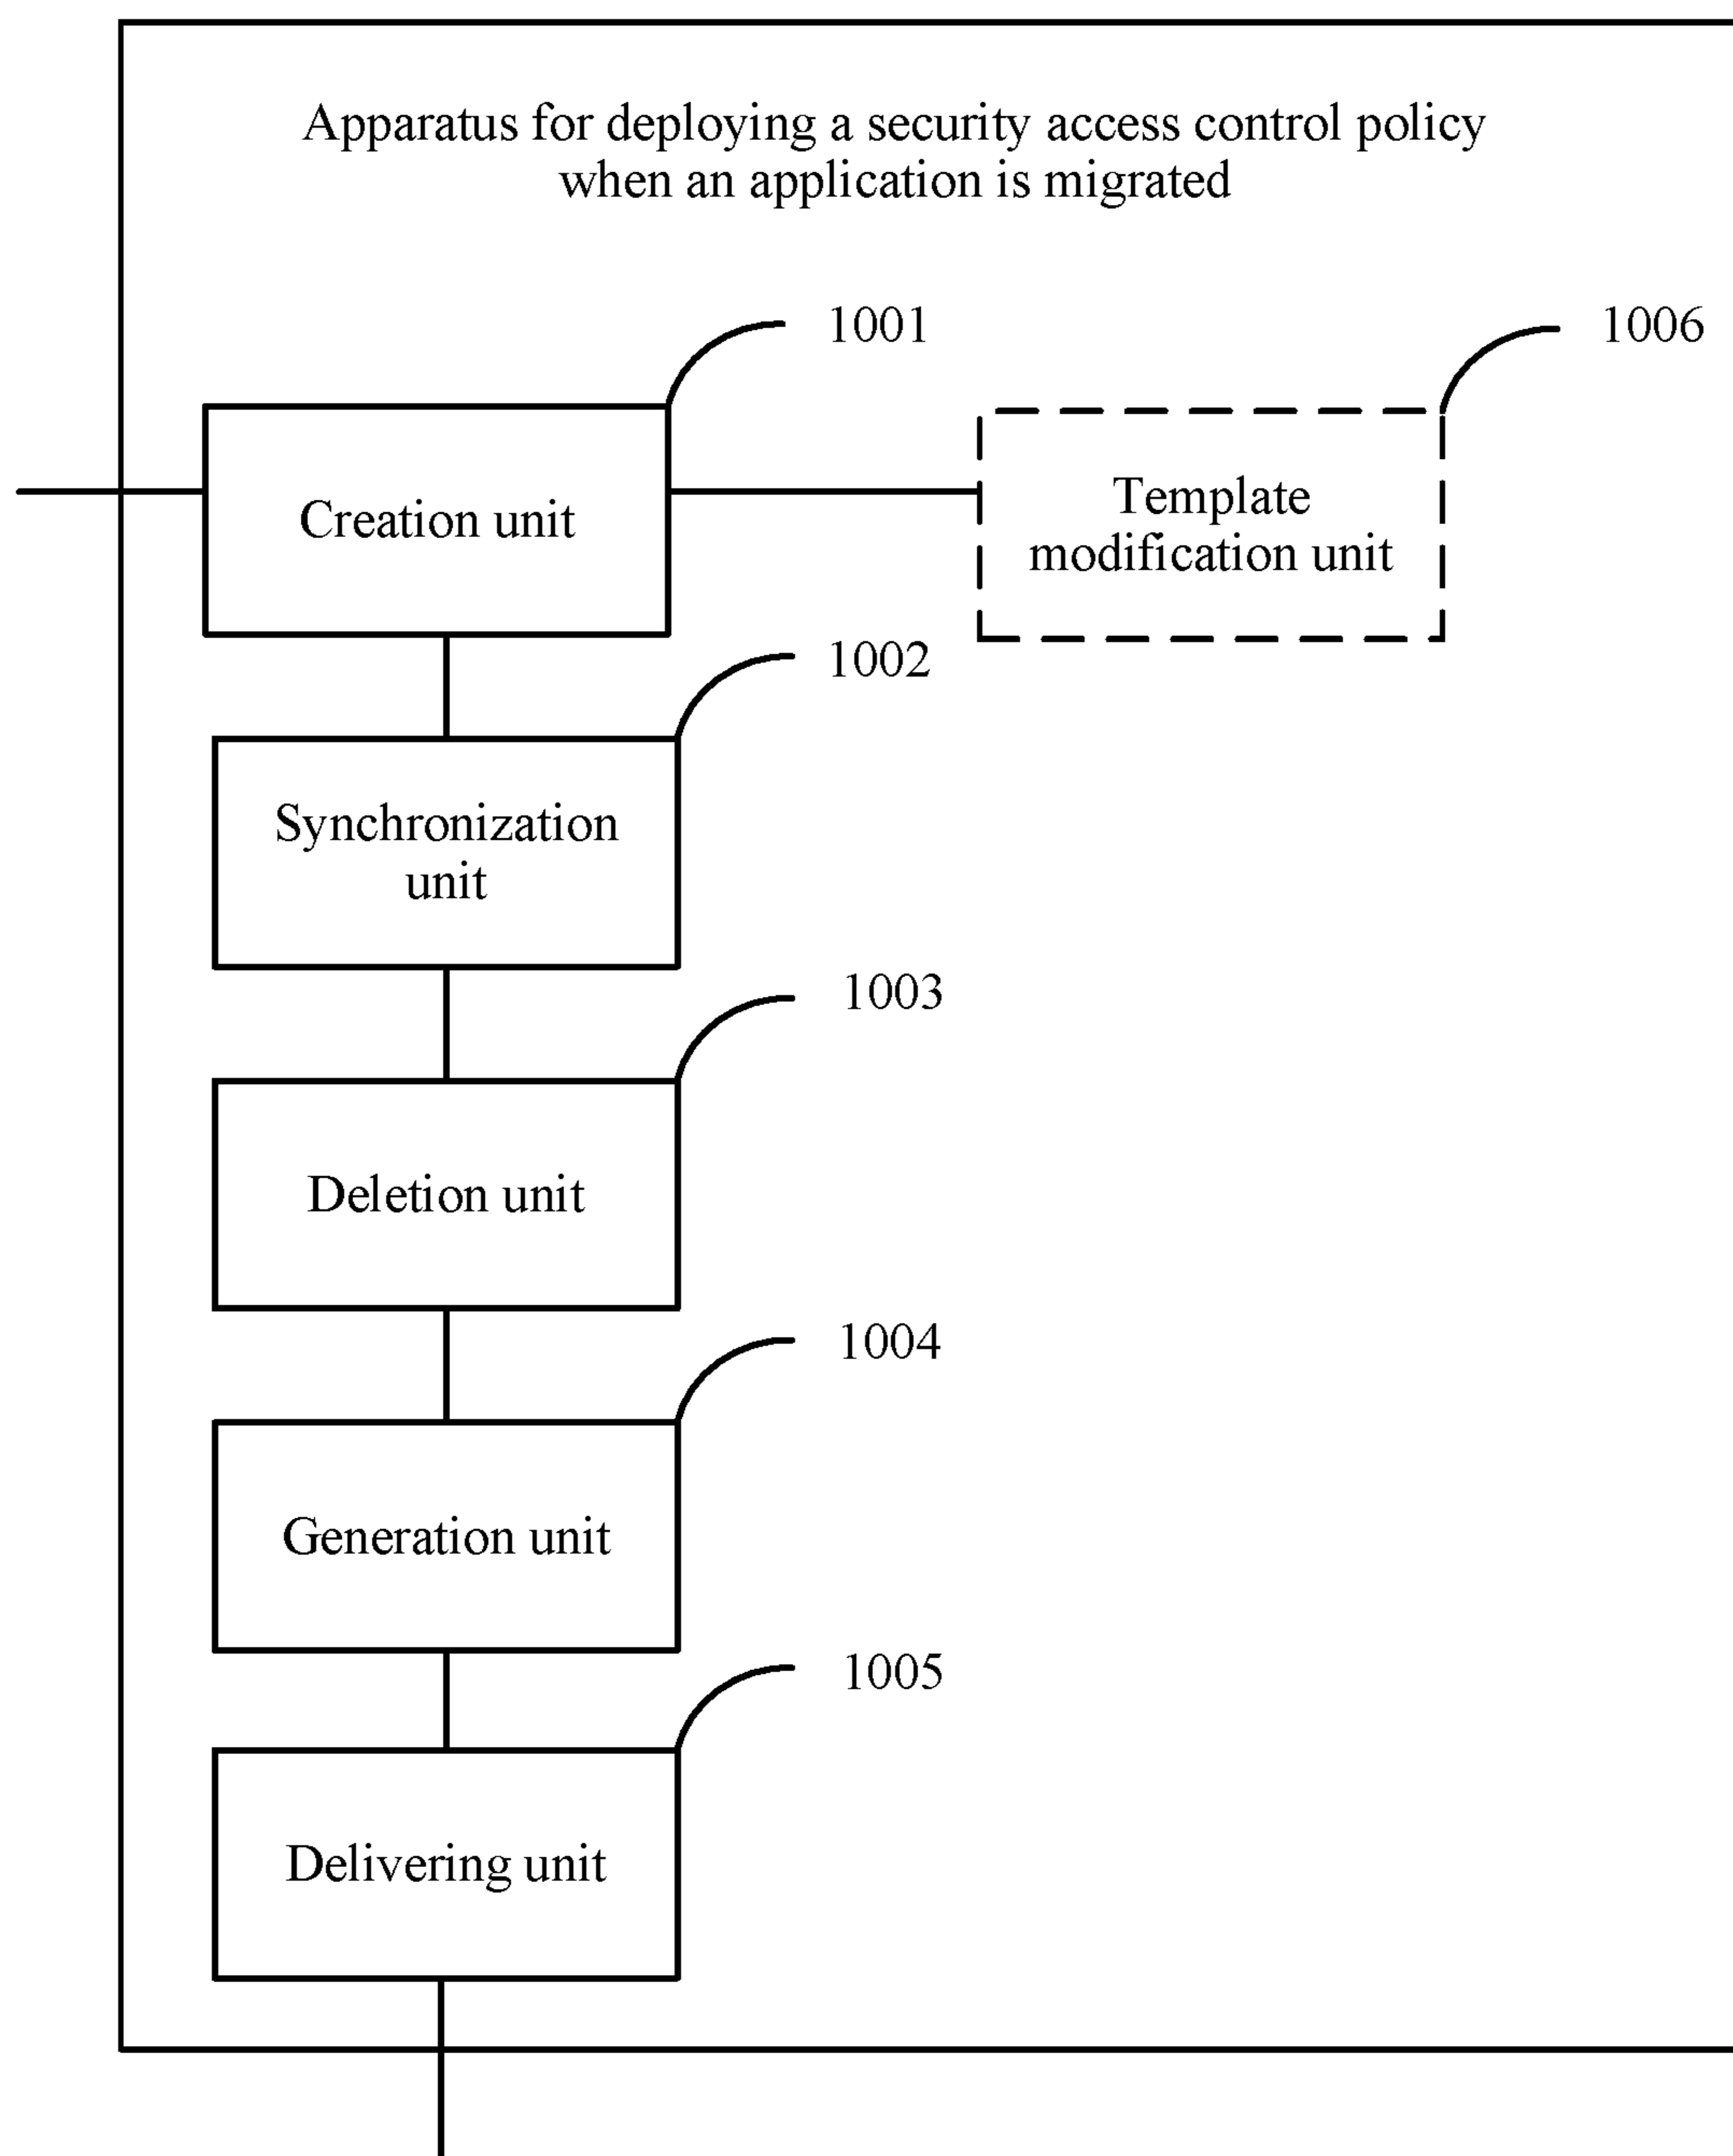 Apparatus for deploying a security access control policy
when an application is migrated
1001
1006
Creation unit
Template
modification unit
1002
Synchronization
unit
1003
Deletion unit
1004
Generation unit
1005
Delivering unit